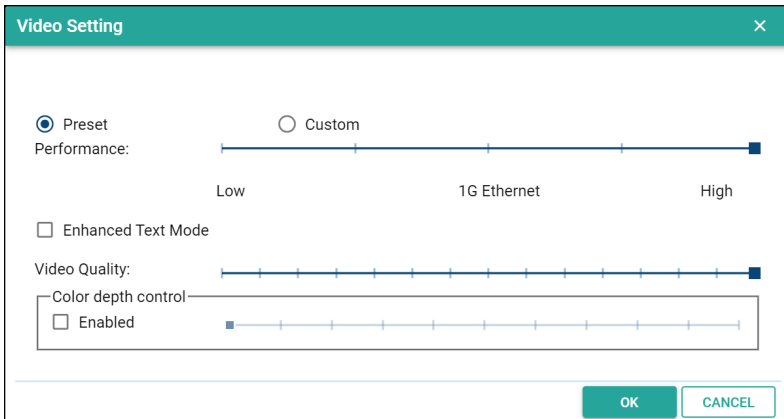 Video Setting
Preset Custom
Performance:
Low 1G Ethernet High
Enhanced Text Mode
Video Quality:
Color depth control
Enabled
OK CANCEL